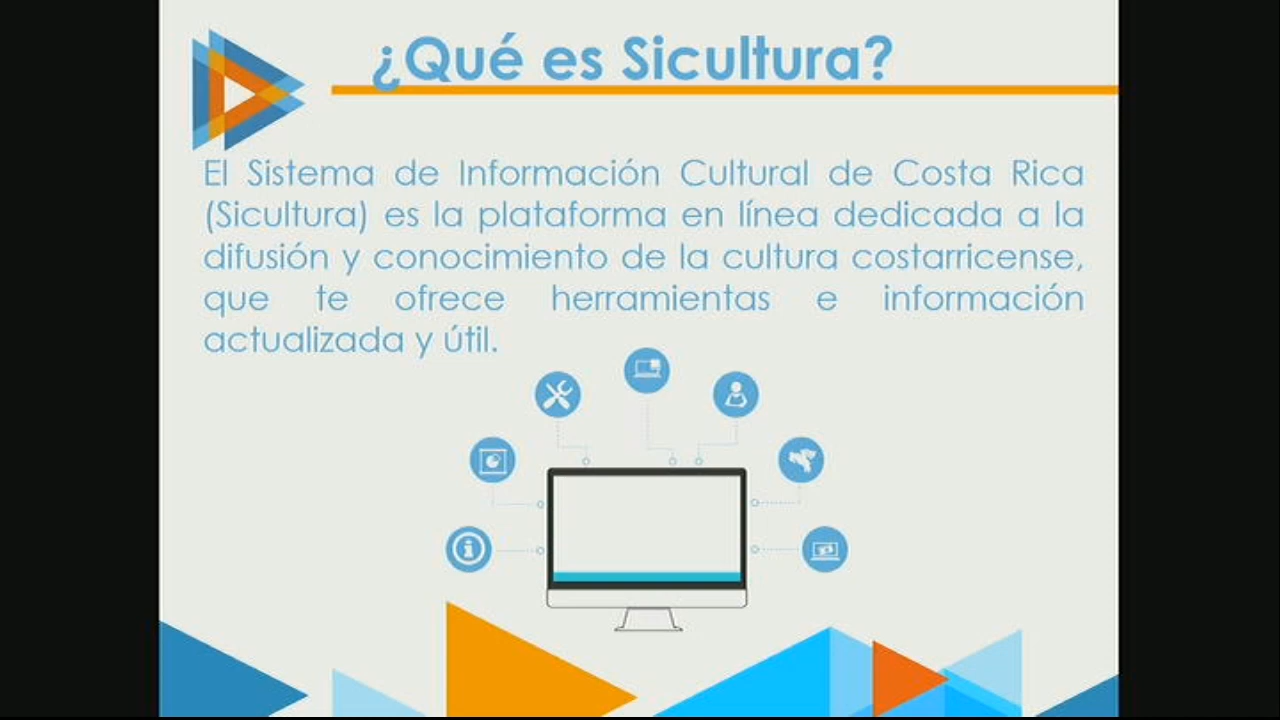 ¿Qué es Sicultura?
El Sistema de Información Cultural de Costa Rica
(Sicultura) es la plataforma en línea dedicada a la
difusión y conocimiento de la cultura costarricense,
que te ofrece herramientas e información
actualizada y útil.